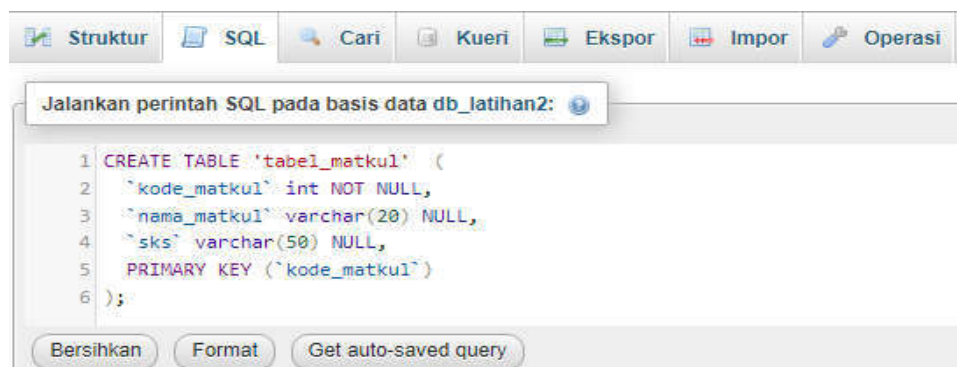 Struktur SQL Cari Kueri Ekspor Impor Operasi
Jalankan perintah SQL pada basis data db_latihan2:
1 CREATE TABLE 'tabel_matkul' (
2 `kode_matkul` int NOT NULL,
3 `nama_matkul` varchar(20) NULL,
4 `sks` varchar(50) NULL,
5 PRIMARY KEY (`kode_matkul`)
6 );
Bersihkan Format Get auto-saved query